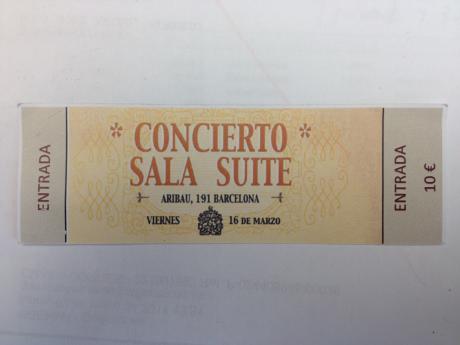 ENTRADA
* CONCIERTO *
SALA SUITE
ARIBAU, 191 BARCELONA
VIERNES 16 DE MARZO
ENTRADA
10 €